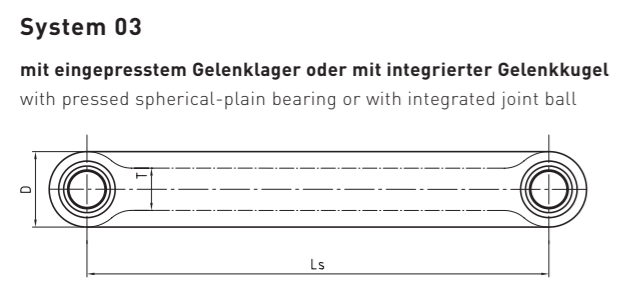 System 03
mit eingepresstem Gelenklager oder mit integrierter Gelenkkugel
with pressed spherical-plain bearing or with integrated joint ball
T
D
Ls